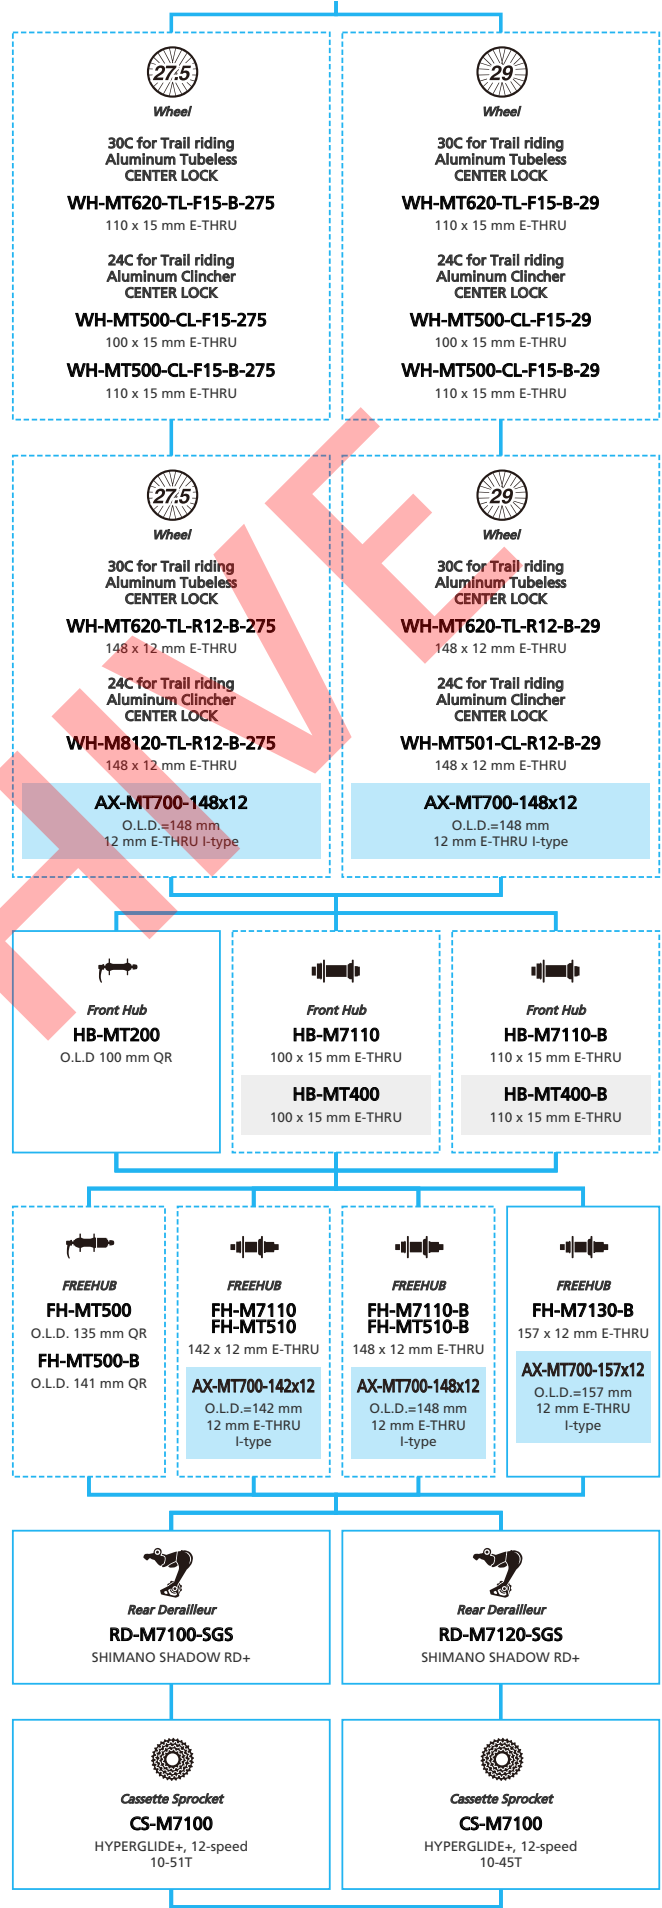 27.5
Wheel
30C for Trail riding
Aluminum Tubeless
CENTER LOCK
WH-MT620-TL-F15-B-275
110 x 15 mm E-THRU
24C for Trail riding
Aluminum Clincher
CENTER LOCK
WH-MT500-CL-F15-275
100 x 15 mm E-THRU
WH-MT500-CL-F15-B-275
110 x 15 mm E-THRU
29
Wheel
30C for Trail riding
Aluminum Tubeless
CENTER LOCK
WH-MT620-TL-F15-B-29
110 x 15 mm E-THRU
24C for Trail riding
Aluminum Clincher
CENTER LOCK
WH-MT500-CL-F15-29
100 x 15 mm E-THRU
WH-MT500-CL-F15-B-29
110 x 15 mm E-THRU
27.5
Wheel
30C for Trail riding
Aluminum Tubeless
CENTER LOCK
WH-MT620-TL-R12-B-275
148 x 12 mm E-THRU
24C for Trail riding
Aluminum Clincher
CENTER LOCK
WH-M8120-TL-R12-B-275
148 x 12 mm E-THRU
AX-MT700-148x12
O.L.D.=148 mm
12 mm E-THRU I-type
29
Wheel
30C for Trail riding
Aluminum Tubeless
CENTER LOCK
WH-MT620-TL-R12-B-29
148 x 12 mm E-THRU
24C for Trail riding
Aluminum Clincher
CENTER LOCK
WH-MT501-CL-R12-B-29
148 x 12 mm E-THRU
AX-MT700-148x12
O.L.D.=148 mm
12 mm E-THRU I-type
HIVE
Front Hub
HB-MT200
O.L.D 100 mm QR
Front Hub
HB-M7110
100 x 15 mm E-THRU
HB-MT400
100 x 15 mm E-THRU
Front Hub
HB-M7110-B
110 x 15 mm E-THRU
HB-MT400-B
110 x 15 mm E-THRU
FREEHUB
FH-MT500
O.L.D. 135 mm QR
FH-MT500-B
O.L.D. 141 mm QR
FREEHUB
FH-M7110
FH-MT510
142 x 12 mm E-THRU
AX-MT700-142x12
O.L.D.=142 mm
12 mm E-THRU
I-type
FREEHUB
FH-M7110-B
FH-MT510-B
148 x 12 mm E-THRU
AX-MT700-148x12
O.L.D.=148 mm
12 mm E-THRU
I-type
FREEHUB
FH-M7130-B
157 x 12 mm E-THRU
AX-MT700-157x12
O.L.D.=157 mm
12 mm E-THRU
I-type
Rear Derailleur
RD-M7100-SGS
SHIMANO SHADOW RD+
Rear Derailleur
RD-M7120-SGS
SHIMANO SHADOW RD+
Cassette Sprocket
CS-M7100
HYPERGLIDE+, 12-speed
10-51T
Cassette Sprocket
CS-M7100
HYPERGLIDE+, 12-speed
10-45T